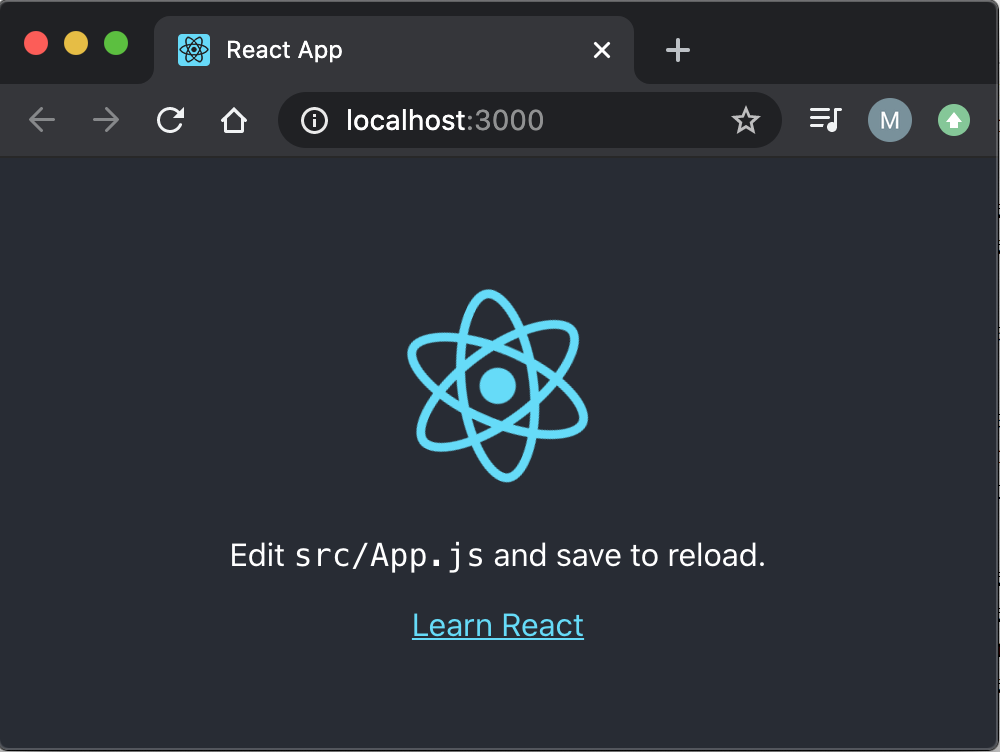 React App
localhost:3000
M
Edit src/App.js and save to reload.
Learn React